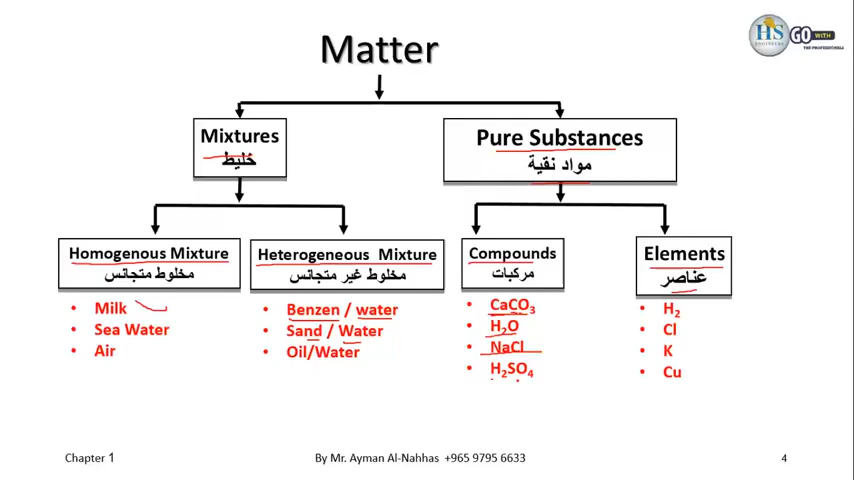 Matter
HS
ENGINEERS
GO WITH
THE PROFESSIONALS
Mixtures
خليط
Pure Substances
مواد نقية
Homogenous Mixture
مخلوط متجانس
Heterogeneous Mixture
مخلوط غير متجانس
Compounds
مركبات
Elements
عناصر
• Milk
• Sea Water
• Air
• Benzen / water
• Sand / Water
• Oil/Water
• CaCO₃
• H₂O
• NaCl
• H₂SO₄
• H₂
• Cl
• K
• Cu
Chapter 1
By Mr. Ayman Al-Nahhas +965 9795 6633
4